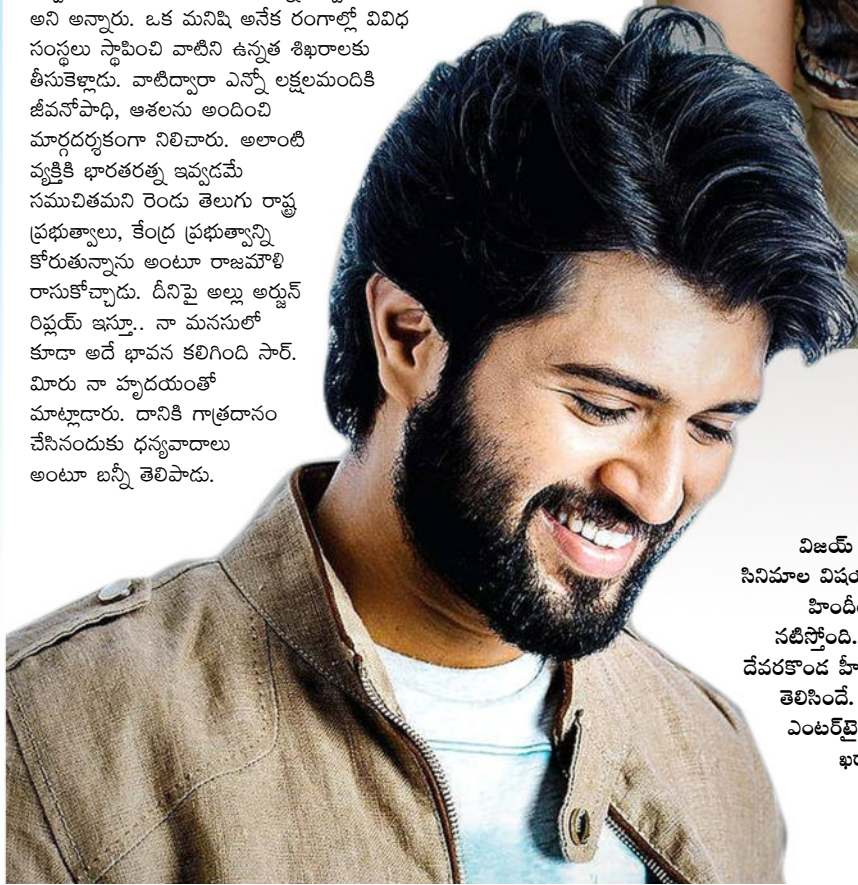 అని అన్నారు. ఒక మనిషి అనేక రంగాల్లో వివిధ
సంస్థలు స్థాపించి వాటిని ఉన్నత శిఖరాలకు
తీసుకెళ్లాడు. వాటిద్వారా ఎన్నో లక్షలమందికి
జీవనోపాధి, ఆశలను అందించి
మార్గదర్శకంగా నిలిచారు. అలాంటి
వ్యక్తికి భారతరత్న ఇవ్వడమే
సముచితమని రెండు తెలుగు రాష్ట్ర
ప్రభుత్వాలు, కేంద్ర ప్రభుత్వాన్ని
కోరుతున్నాను అంటూ రాజమౌళి
రాసుకోచ్చాడు. దీనిపై అల్లు అర్జున్
రిప్లయ్ ఇస్తూ.. నా మనసులో
కూడా అదే భావన కలిగింది సార్.
మీరు నా హృదయంతో
మాట్లాడారు. దానికి గాత్రదానం
చేసినందుకు ధన్యవాదాలు
అంటూ బన్నీ తెలిపాడు.
విజయ్
సినిమాల
నటిస్తోంది.
దేవరకొండ
తెలిసిందే.